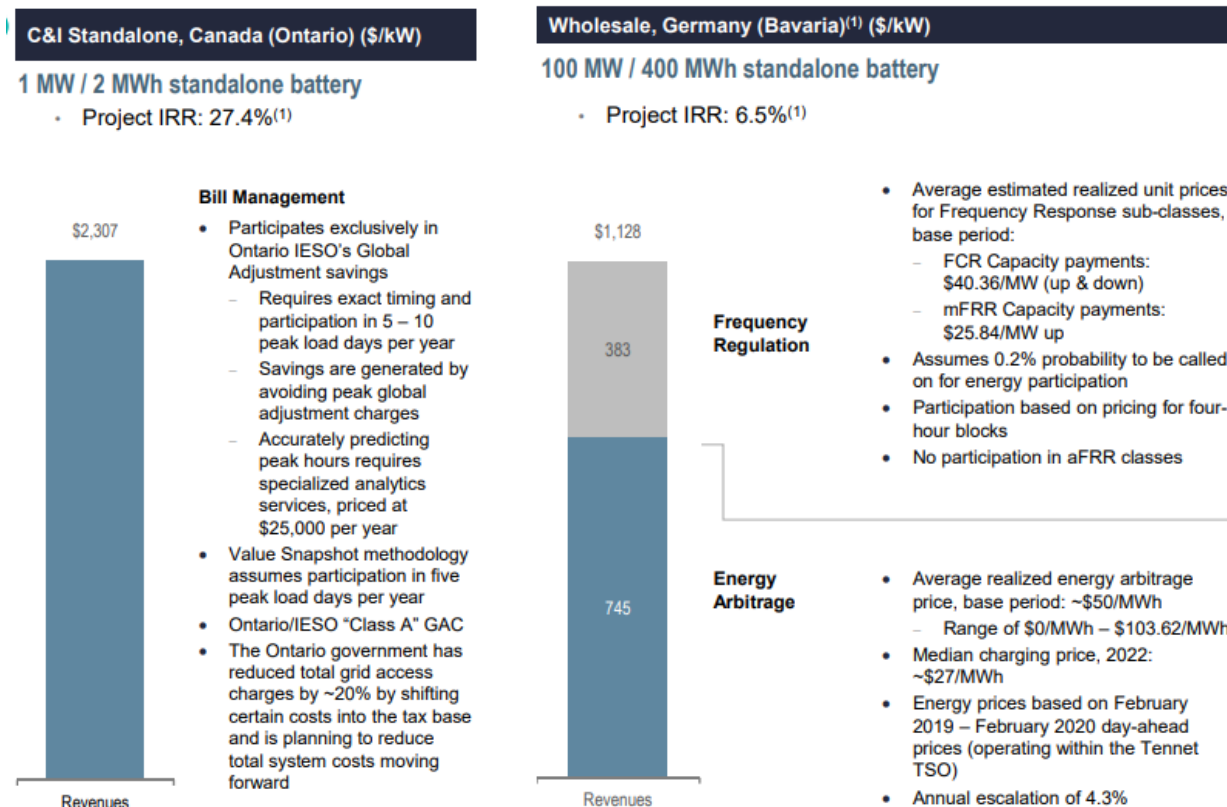 C&I Standalone, Canada (Ontario) ($/kW)
1 MW / 2 MWh standalone battery
• Project IRR: 27.4%(1)
$2,307
Revenues
Bill Management
• Participates exclusively in
Ontario IESO's Global
Adjustment savings
– Requires exact timing and
participation in 5 – 10
peak load days per year
– Savings are generated by
avoiding peak global
adjustment charges
– Accurately predicting
peak hours requires
specialized analytics
services, priced at
$25,000 per year
• Value Snapshot methodology
assumes participation in five
peak load days per year
• Ontario/IESO "Class A" GAC
• The Ontario government has
reduced total grid access
charges by ~20% by shifting
certain costs into the tax base
and is planning to reduce
total system costs moving
forward
Wholesale, Germany (Bavaria)(1) ($/kW)
100 MW / 400 MWh standalone battery
• Project IRR: 6.5%(1)
$1,128
383
745
Revenues
Frequency
Regulation
• Average estimated realized unit prices
for Frequency Response sub-classes,
base period:
– FCR Capacity payments:
$40.36/MW (up & down)
– mFRR Capacity payments:
$25.84/MW up
• Assumes 0.2% probability to be called
on for energy participation
• Participation based on pricing for four-
hour blocks
• No participation in aFRR classes
Energy
Arbitrage
• Average realized energy arbitrage
price, base period: ~$50/MWh
– Range of $0/MWh – $103.62/MWh
• Median charging price, 2022:
~$27/MWh
• Energy prices based on February
2019 – February 2020 day-ahead
prices (operating within the Tennet
TSO)
• Annual escalation of 4.3%